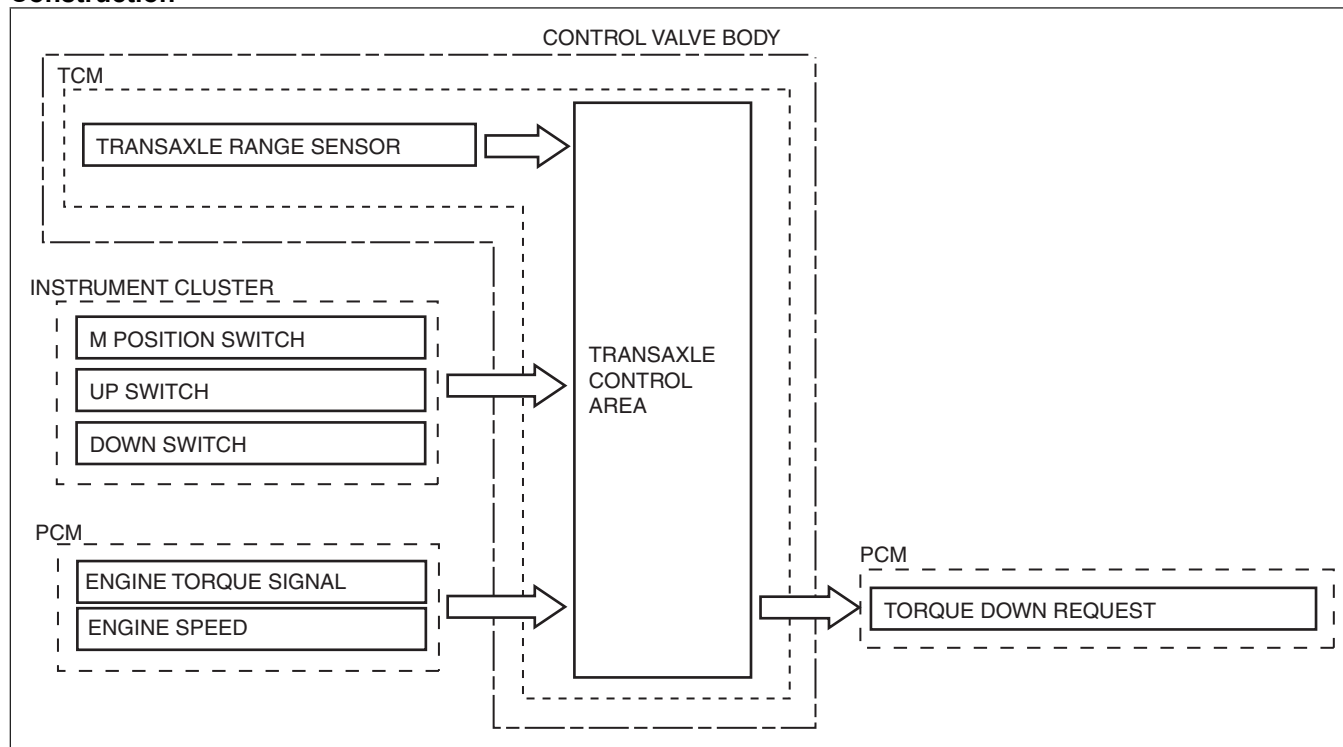 Construction
CONTROL VALVE BODY
TCM
TRANSAXLE RANGE SENSOR
INSTRUMENT CLUSTER
M POSITION SWITCH
UP SWITCH
DOWN SWITCH
TRANSAXLE
CONTROL
AREA
PCM
ENGINE TORQUE SIGNAL
ENGINE SPEED
PCM
TORQUE DOWN REQUEST